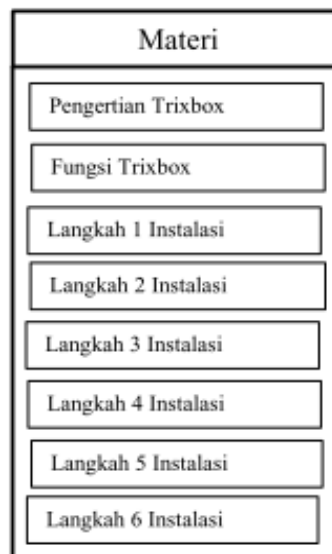 Materi
Pengertian Trixbox
Fungsi Trixbox
Langkah 1 Instalasi
Langkah 2 Instalasi
Langkah 3 Instalasi
Langkah 4 Instalasi
Langkah 5 Instalasi
Langkah 6 Instalasi